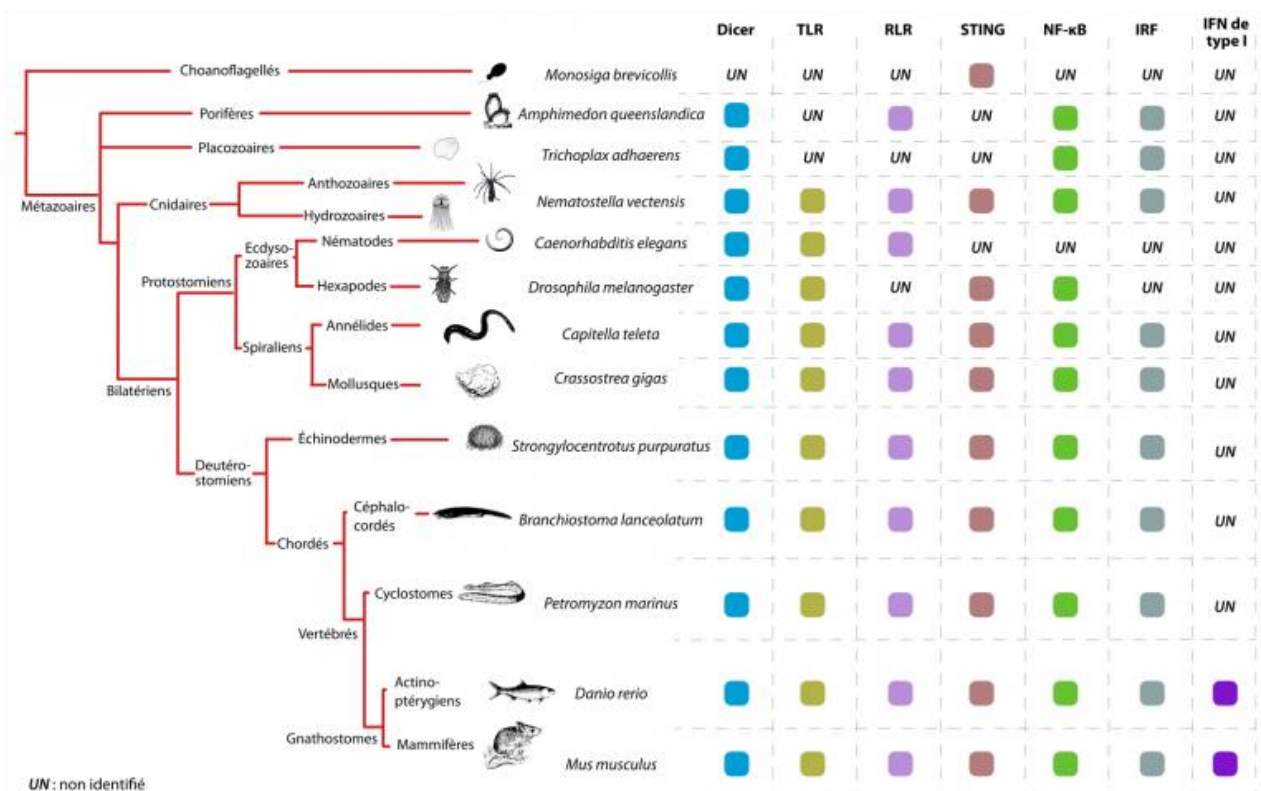 Dicer TLR RLR STING NF-κB IRF IFN de
type I
Choanoflagellés Monosiga brevicollis UN UN UN UN UN UN
Porifères Amphimedon queenslandica UN UN UN
Placozoaires Trichoplax adhaerens UN UN UN UN
Anthozoaires
Métazoaires Cnidaires Nematostella vectensis UN
Hydrozoaires
Ecdyso-
zoaires
Nématodes Caenorhabditis elegans UN UN UN UN
Protostomiens
Hexapodes Drosophila melanogaster UN UN UN
Annélides Capitella teleta UN
Spiraliens
Mollusques Crassostrea gigas UN
Bilatériens
Échinodermes Strongylocentrotus purpuratus UN
Deutéro-
stomiens
Céphalo-
cordés
Branchiostoma lanceolatum UN
Chordés
Cyclostomes Petromyzon marinus UN
Vertébrés
Actino-
ptérygiens
Danio rerio
Gnathostomes Mammifères
Mus musculus
UN : non identifié